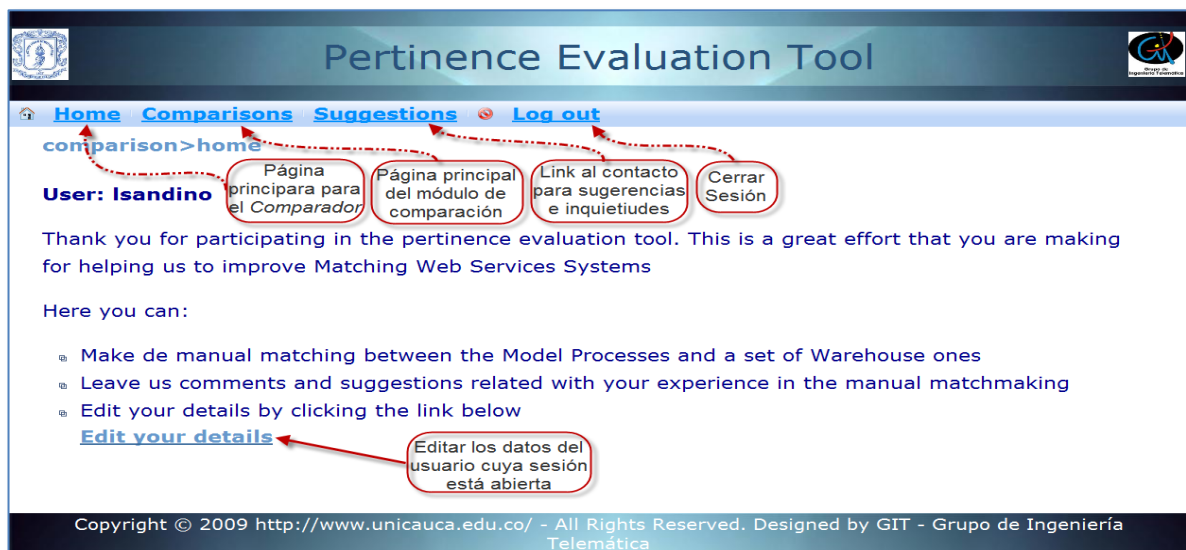 Pertinence Evaluation Tool
Grupo de
Ingeniería Telemática
Home Comparisons Suggestions Log out
comparison>home
User: lsandino
Página
principara para
el Comparador
Página principal
del módulo de
comparación
Link al contacto
para sugerencias
e inquietiudes
Cerrar
Sesión
Thank you for participating in the pertinence evaluation tool. This is a great effort that you are making
for helping us to improve Matching Web Services Systems
Here you can:
Make de manual matching between the Model Processes and a set of Warehouse ones
Leave us comments and suggestions related with your experience in the manual matchmaking
Edit your details by clicking the link below
Edit your details
Editar los datos del
usuario cuya sesión
está abierta
Copyright © 2009 http://www.unicauca.edu.co/ - All Rights Reserved. Designed by GIT - Grupo de Ingeniería
Telemática